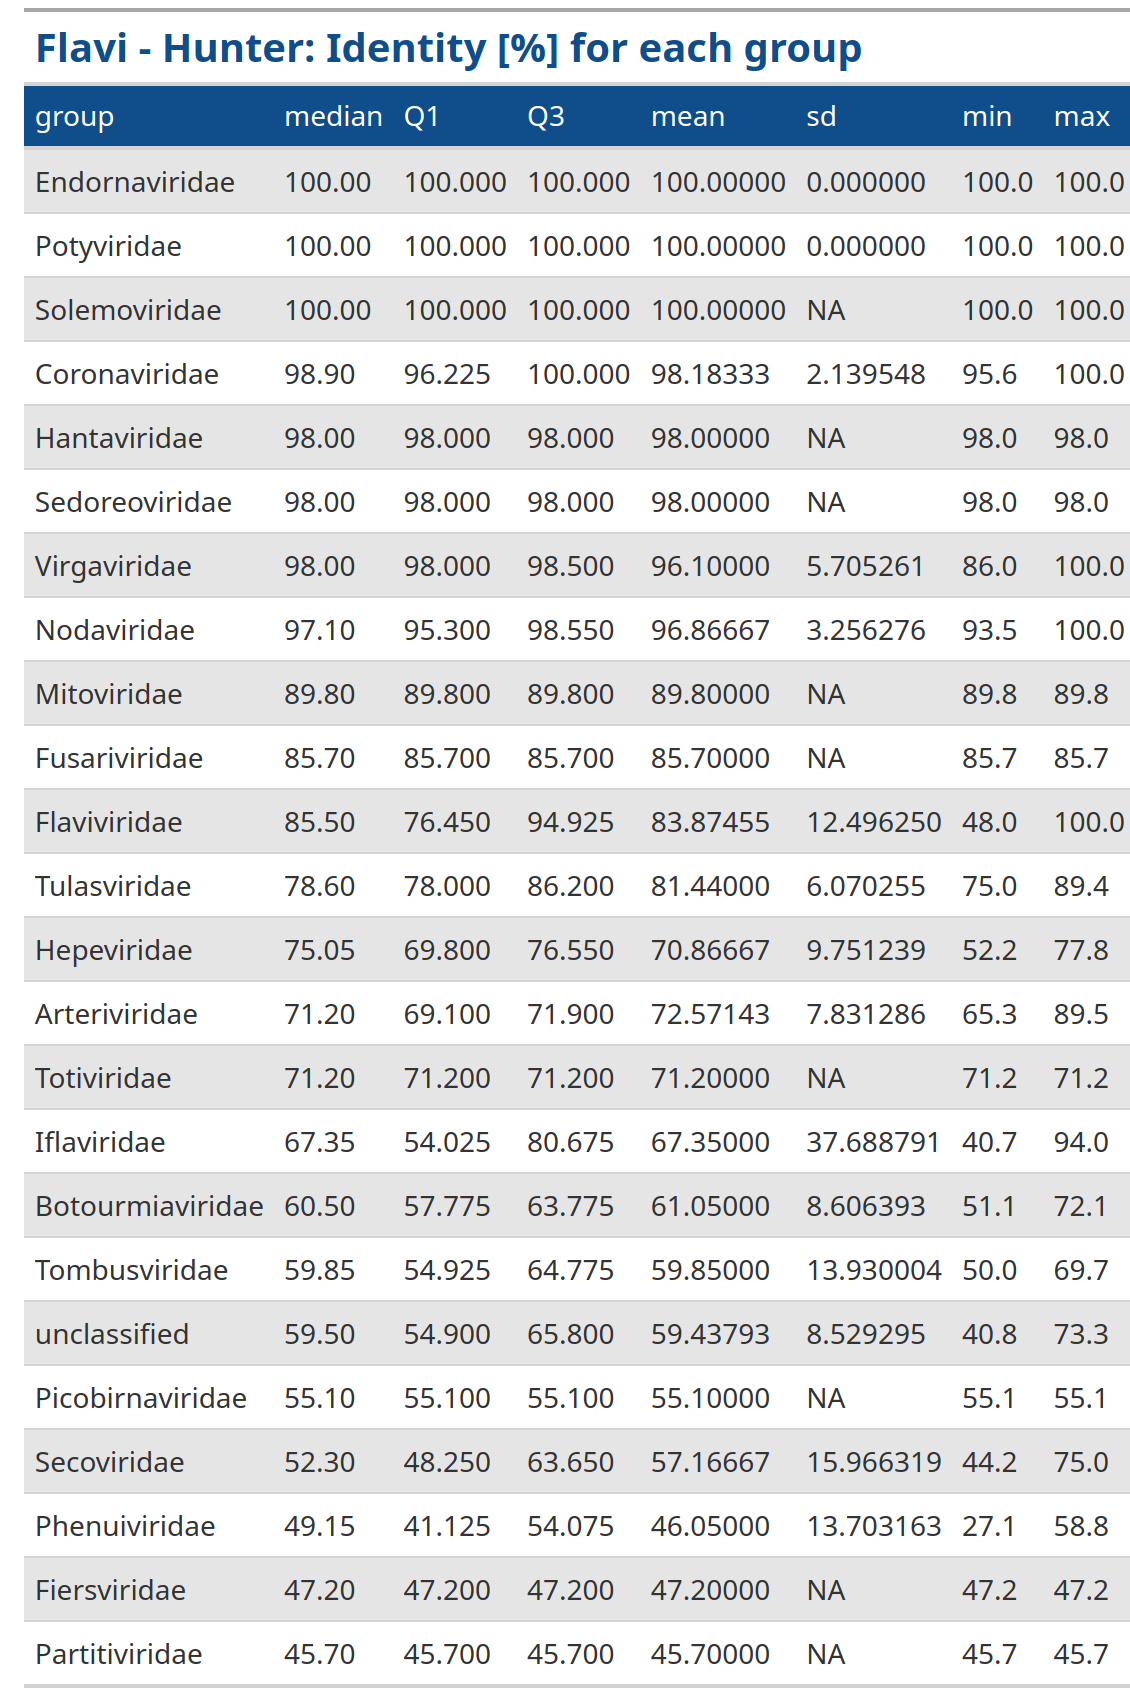 Flavi - Hunter: Identity [%] for each group
group median Q1 Q3 mean sd min max
Endornaviridae 100.00 100.000 100.000 100.00000 0.000000 100.0 100.0
Potyviridae 100.00 100.000 100.000 100.00000 0.000000 100.0 100.0
Solemoviridae 100.00 100.000 100.000 100.00000 NA 100.0 100.0
Coronaviridae 98.90 96.225 100.000 98.18333 2.139548 95.6 100.0
Hantaviridae 98.00 98.000 98.000 98.00000 NA 98.0 98.0
Sedoreoviridae 98.00 98.000 98.000 98.00000 NA 98.0 98.0
Virgaviridae 98.00 98.000 98.500 96.10000 5.705261 86.0 100.0
Nodaviridae 97.10 95.300 98.550 96.86667 3.256276 93.5 100.0
Mitoviridae 89.80 89.800 89.800 89.80000 NA 89.8 89.8
Fusariviridae 85.70 85.700 85.700 85.70000 NA 85.7 85.7
Flaviviridae 85.50 76.450 94.925 83.87455 12.496250 48.0 100.0
Tulasviridae 78.60 78.000 86.200 81.44000 6.070255 75.0 89.4
Hepeviridae 75.05 69.800 76.550 70.86667 9.751239 52.2 77.8
Arteriviridae 71.20 69.100 71.900 72.57143 7.831286 65.3 89.5
Totiviridae 71.20 71.200 71.200 71.20000 NA 71.2 71.2
Iflaviridae 67.35 54.025 80.675 67.35000 37.688791 40.7 94.0
Botourmiaviridae 60.50 57.775 63.775 61.05000 8.606393 51.1 72.1
Tombusviridae 59.85 54.925 64.775 59.85000 13.930004 50.0 69.7
unclassified 59.50 54.900 65.800 59.43793 8.529295 40.8 73.3
Picobirnaviridae 55.10 55.100 55.100 55.10000 NA 55.1 55.1
Secoviridae 52.30 48.250 63.650 57.16667 15.966319 44.2 75.0
Phenuiviridae 49.15 41.125 54.075 46.05000 13.703163 27.1 58.8
Fiersviridae 47.20 47.200 47.200 47.20000 NA 47.2 47.2
Partitiviridae 45.70 45.700 45.700 45.70000 NA 45.7 45.7